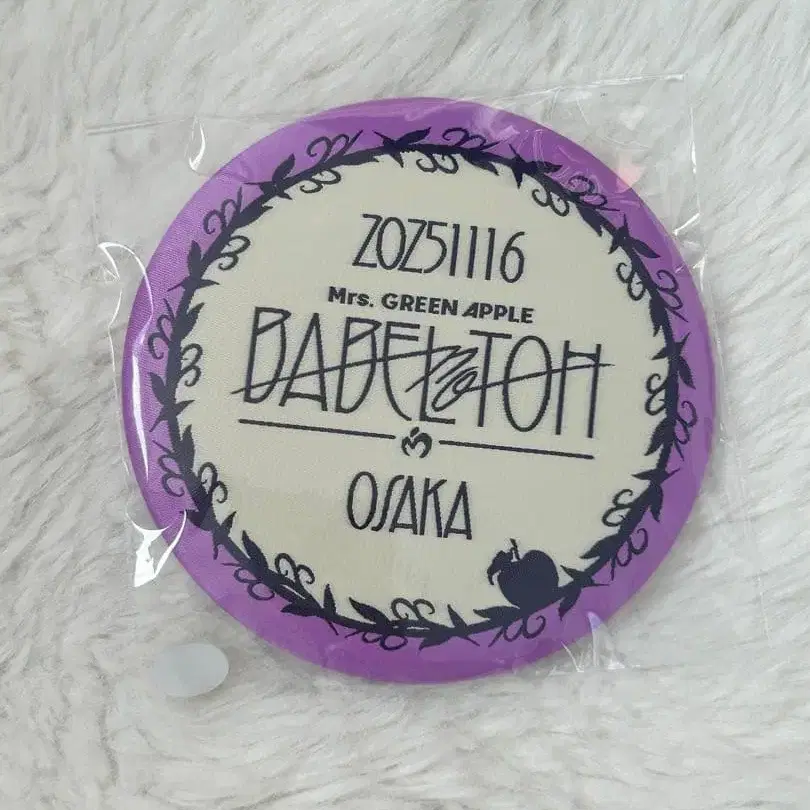 20251116
Mrs. GREEN APPLE
BABEL no TOH
OSAKA